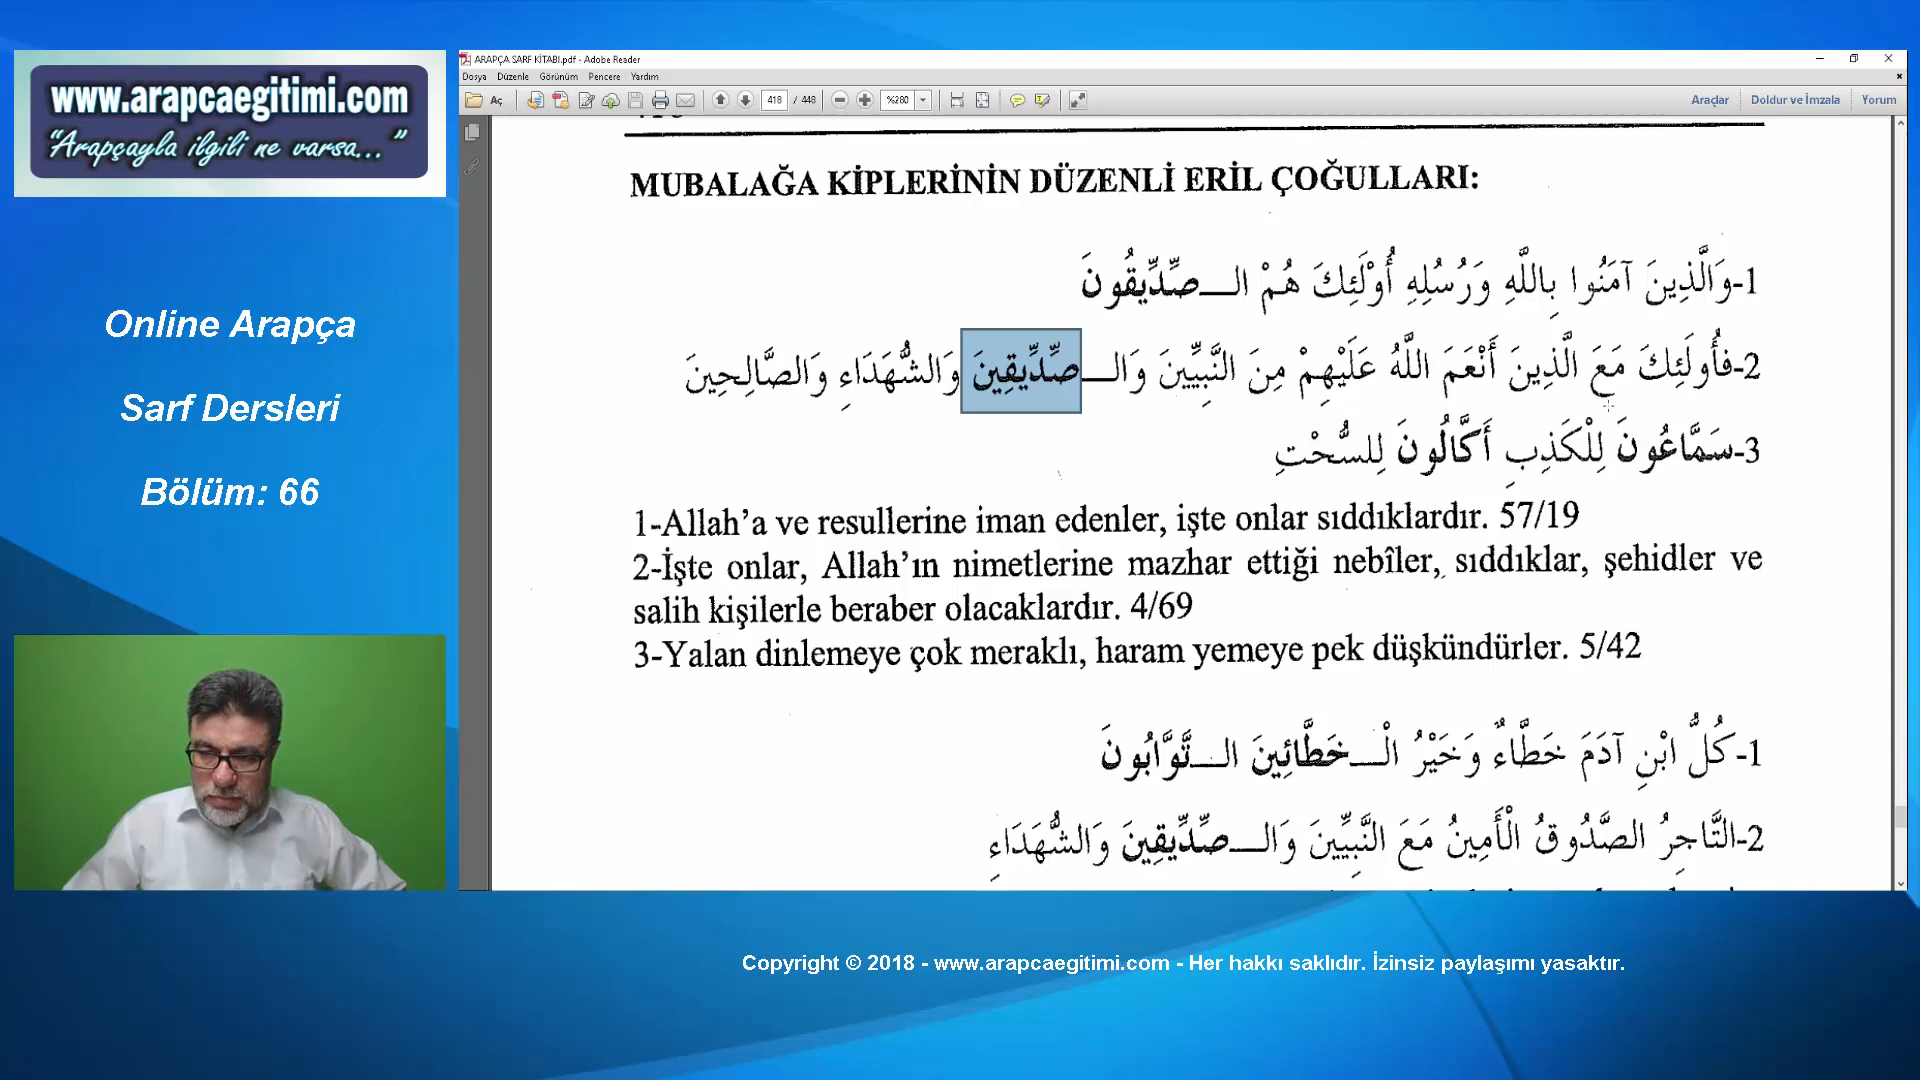 www.arapcaegitimi.com
“Arapçayla ilgili ne varsa...”
Online Arapça
Sarf Dersleri
Bölüm: 66
ARAPÇA SARF KİTABI.pdf - Adobe Reader
Dosya Düzenle Görünüm Pencere Yardım
Aç 418 / 448 %280 Araçlar Doldur ve İmzala Yorum
MUBALAĞA KİPLERİNİN DÜZENLİ ERİL ÇOĞULLARI:
1-وَالَّذِينَ آمَنُوا بِاللَّهِ وَرُسُلِهِ أُوْلَئِكَ هُمْ الـــصِّدِّيقُونَ
2-فَأُولَئِكَ مَعَ الَّذِينَ أَنْعَمَ اللَّهُ عَلَيْهِمْ مِنَ النَّبِيِّينَ وَالـــصِّدِّيقِينَ وَالشُّهَدَاءِ وَالصَّالِحِينَ
3-سَمَّاعُونَ لِلْكَذِبِ أَكَّالُونَ لِلسُّحْتِ
1-Allah’a ve resullerine iman edenler, işte onlar sıddıklardır. 57/19
2-İşte onlar, Allah’ın nimetlerine mazhar ettiği nebîler, sıddıklar, şehidler ve
salih kişilerle beraber olacaklardır. 4/69
3-Yalan dinlemeye çok meraklı, haram yemeye pek düşkündürler. 5/42
1-كُلُّ ابْنِ آدَمَ خَطَّاءٌ وَخَيْرُ الْـــخَطَّائِينَ الـــتَّوَّابُونَ
2-التَّاجِرُ الصَّدُوقُ الْأَمِينُ مَعَ النَّبِيِّينَ وَالـــصِّدِّيقِينَ وَالشُّهَدَاءِ
Copyright © 2018 - www.arapcaegitimi.com - Her hakkı saklıdır. İzinsiz paylaşımı yasaktır.